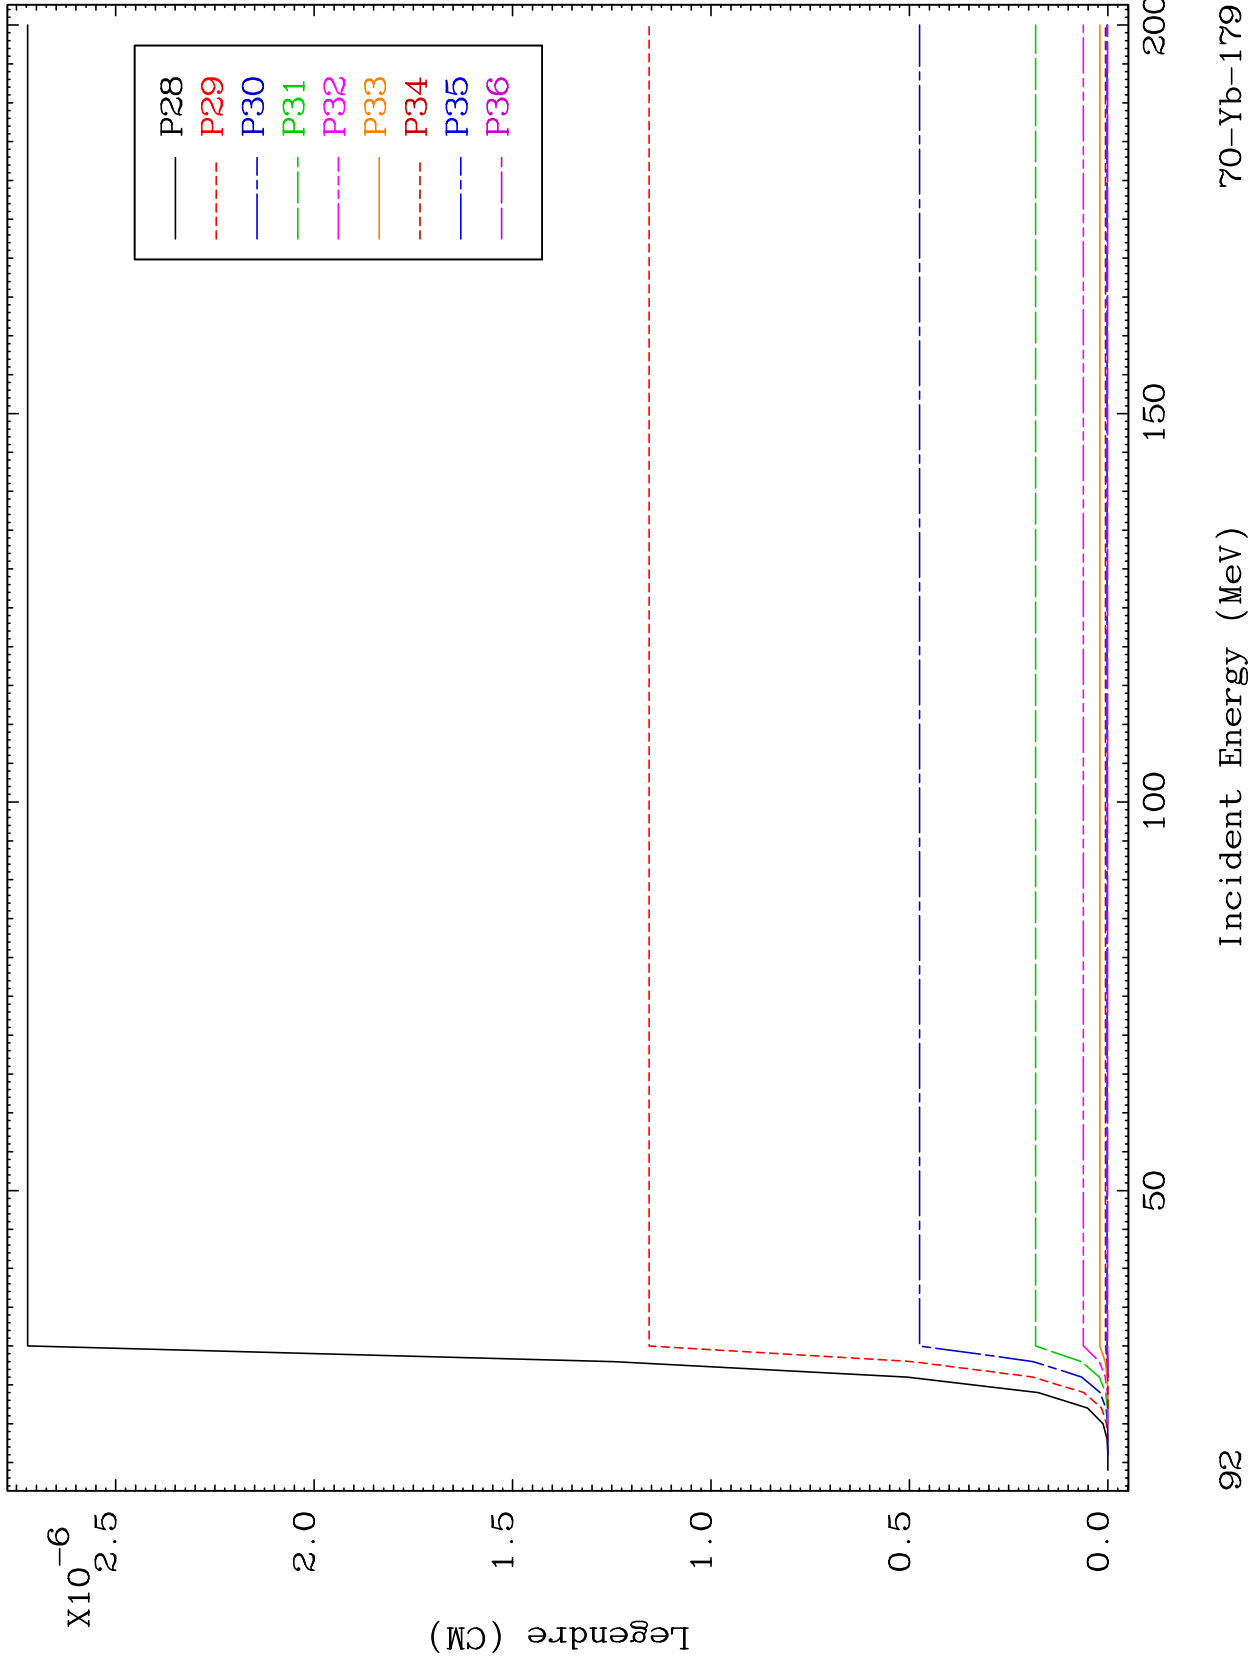 X10-6
2.5
2.0
1.5
1.0
0.5
0.0
Legendre (CM)
P28
P29
P30
P31
P32
P33
P34
P35
P36
50
100
150
200
92
Incident Energy (MeV)
70-Yb-179